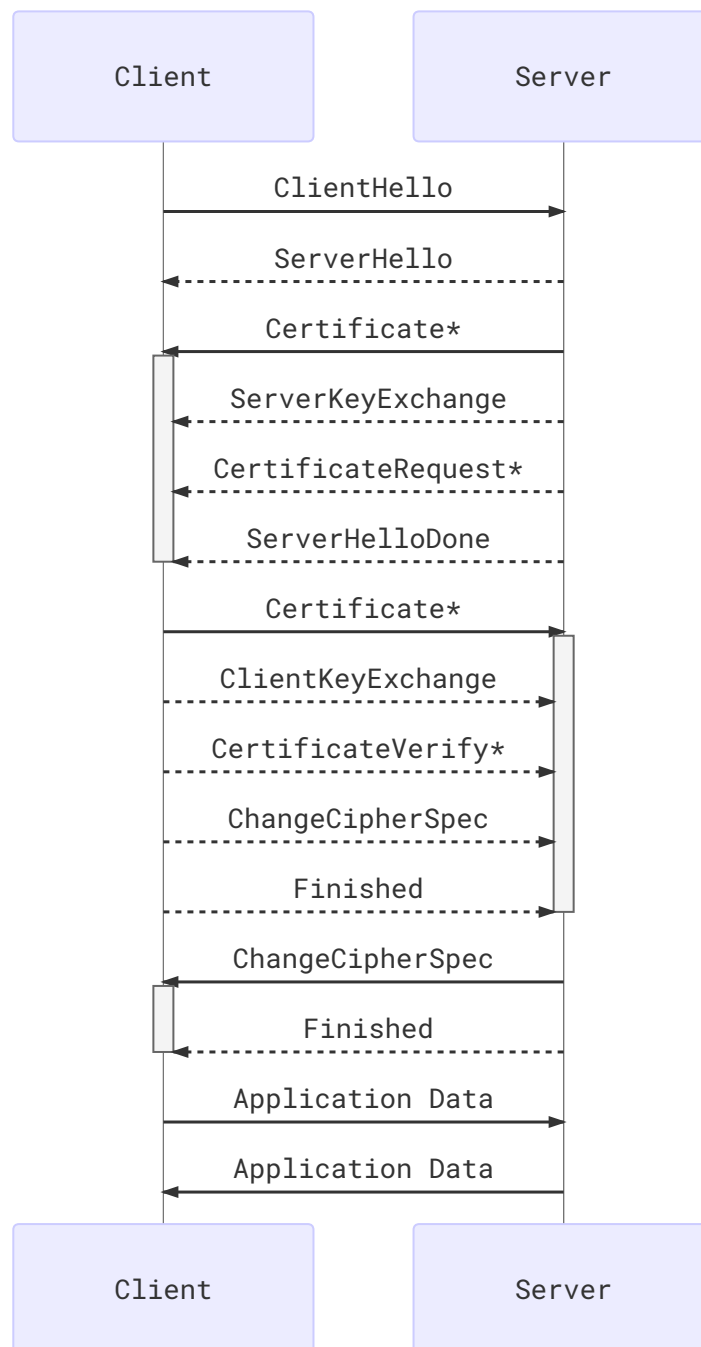 Client
Server
ClientHello
ServerHello
Certificate*
ServerKeyExchange
CertificateRequest*
ServerHelloDone
Certificate*
ClientKeyExchange
CertificateVerify*
ChangeCipherSpec
Finished
ChangeCipherSpec
Finished
Application Data
Application Data
Client
Server